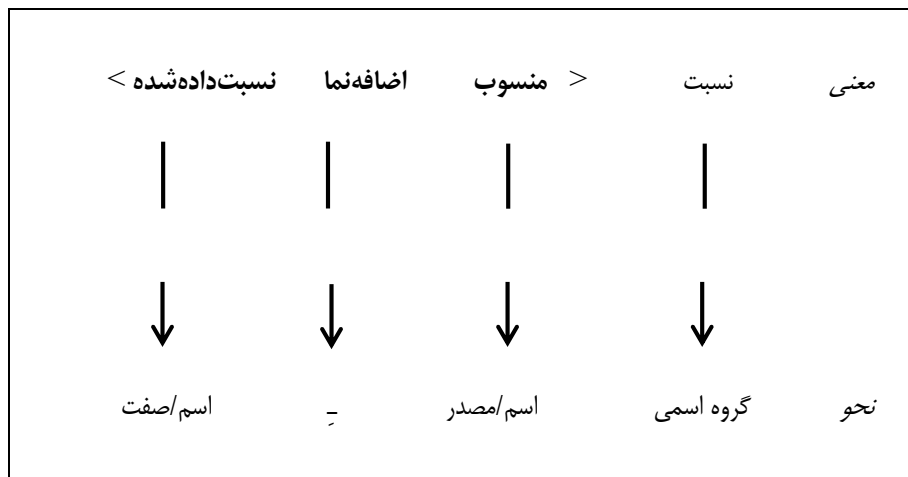 معنی نسبت < منسوب اضافه‌نما نسبت‌داده‌شده >
نحو گروه اسمی اسم/مصدر ـِ اسم/صفت